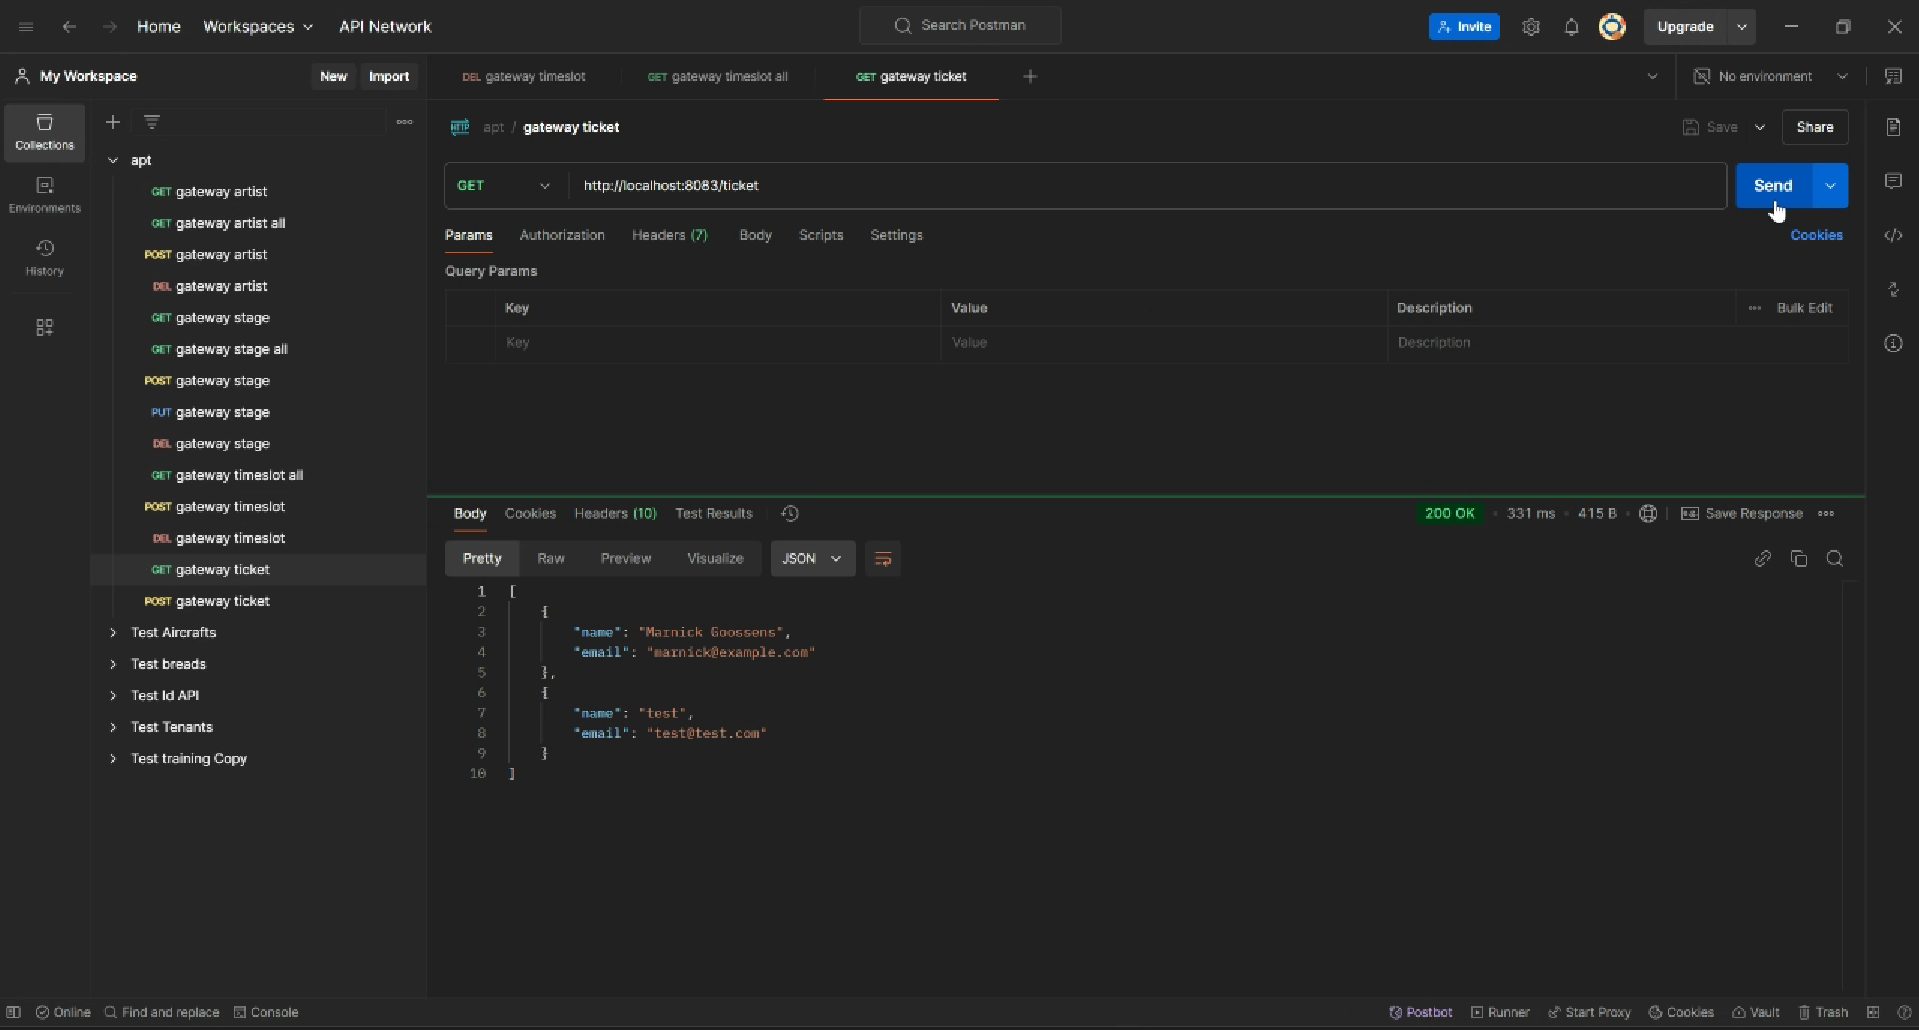 Home Workspaces API Network Search Postman Invite Upgrade
My Workspace New Import DEL gateway timeslot GET gateway timeslot all GET gateway ticket No environment
Collections
Environments
History
apt
GET gateway artist
GET gateway artist all
POST gateway artist
DEL gateway artist
GET gateway stage
GET gateway stage all
POST gateway stage
PUT gateway stage
DEL gateway stage
GET gateway timeslot all
POST gateway timeslot
DEL gateway timeslot
GET gateway ticket
POST gateway ticket
Test Aircrafts
Test breads
Test Id API
Test Tenants
Test training Copy
HTTP apt / gateway ticket Save Share
GET http://localhost:8083/ticket Send
Params Authorization Headers (7) Body Scripts Settings Cookies
Query Params
Key Value Description Bulk Edit
Key Value Description
Body Cookies Headers (10) Test Results 200 OK 331 ms 415 B Save Response
Pretty Raw Preview Visualize JSON
1 [
2 {
3 "name": "Marnick Goossens",
4 "email": "marnick@example.com"
5 },
6 {
7 "name": "test",
8 "email": "test@test.com"
9 }
10 ]
Online Find and replace Console Postbot Runner Start Proxy Cookies Vault Trash